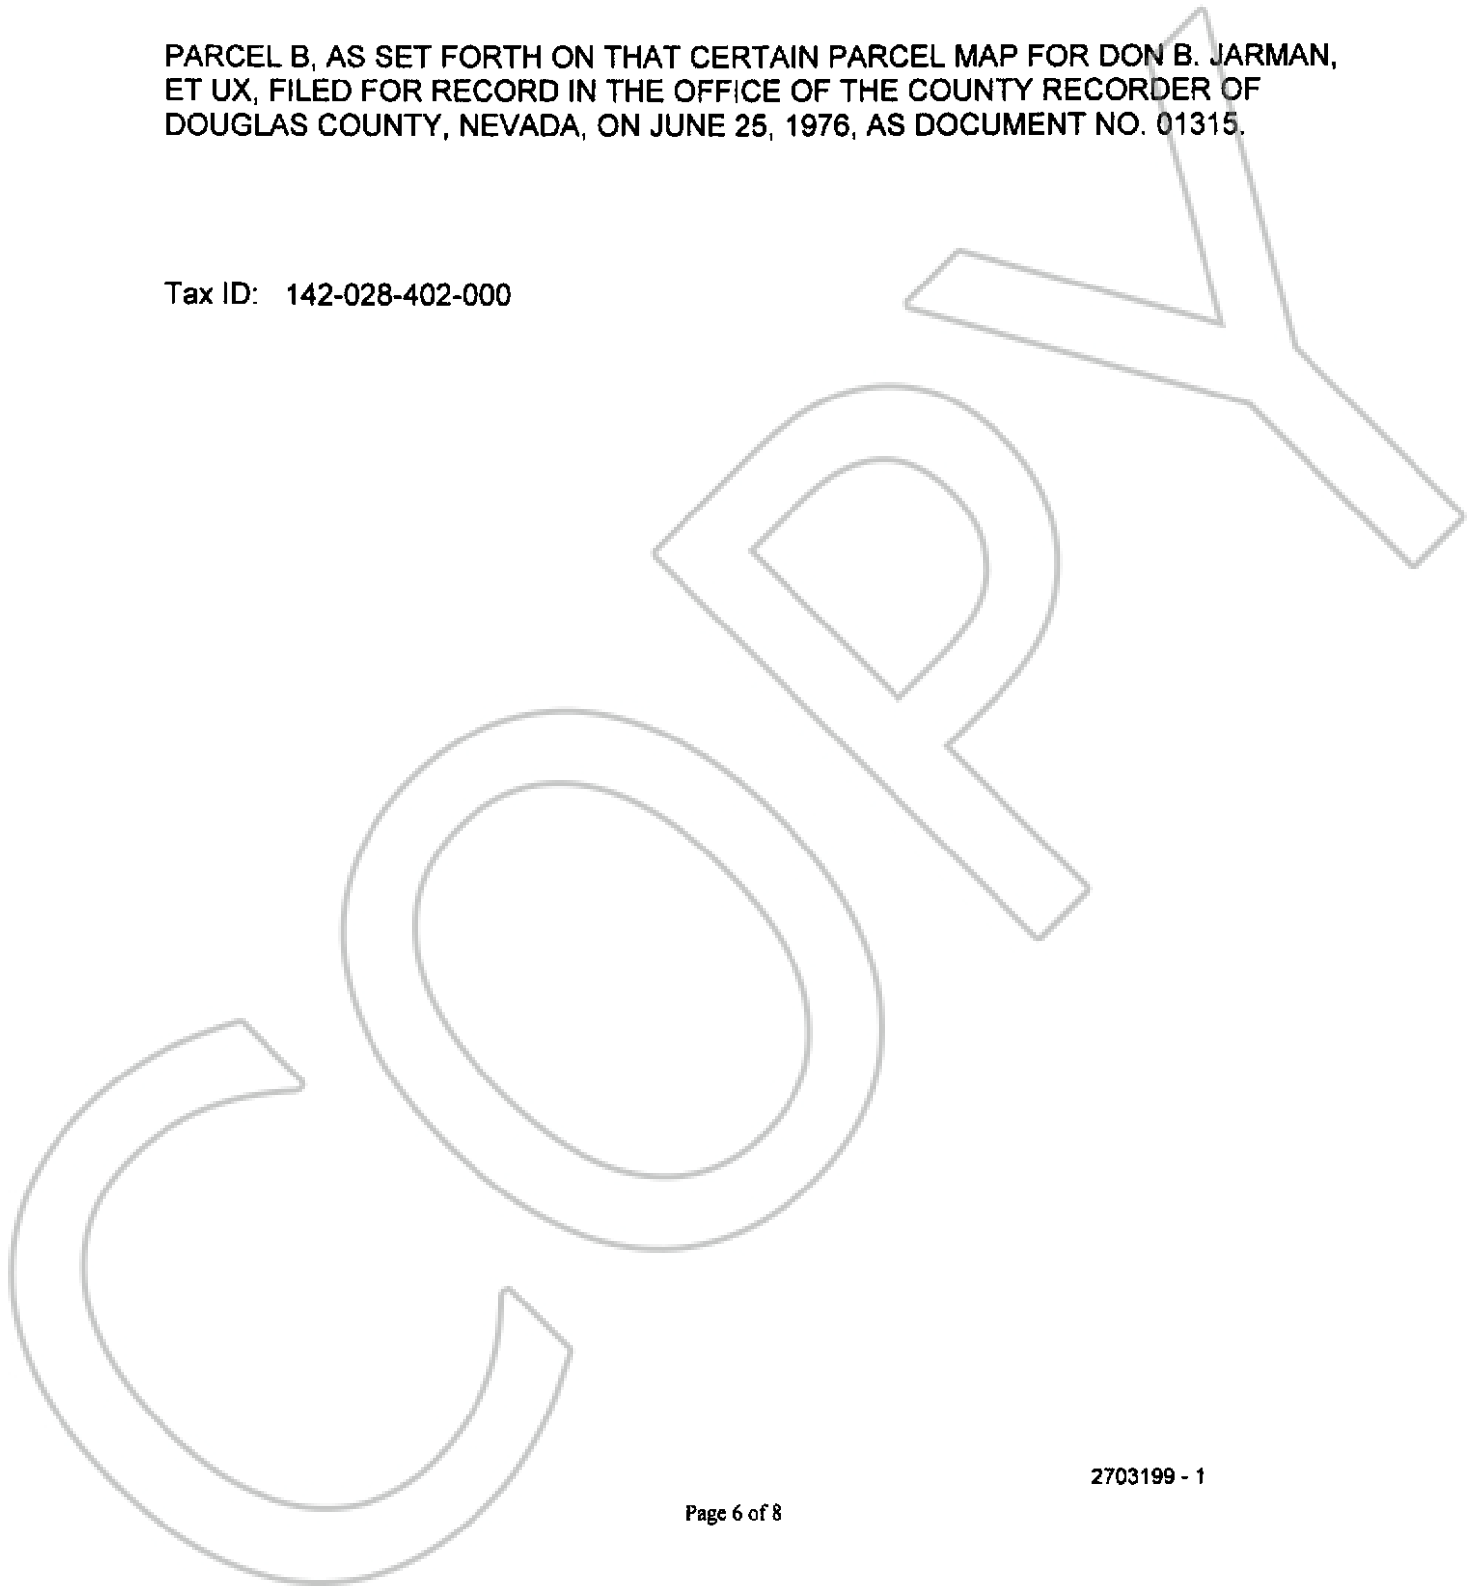 PARCEL B, AS SET FORTH ON THAT CERTAIN PARCEL MAP FOR DON B. JARMAN,
ET UX, FILED FOR RECORD IN THE OFFICE OF THE COUNTY RECORDER OF
DOUGLAS COUNTY, NEVADA, ON JUNE 25, 1976, AS DOCUMENT NO. 01315.
Tax ID: 142-028-402-000
COPY
2703199 - 1
Page 6 of 8